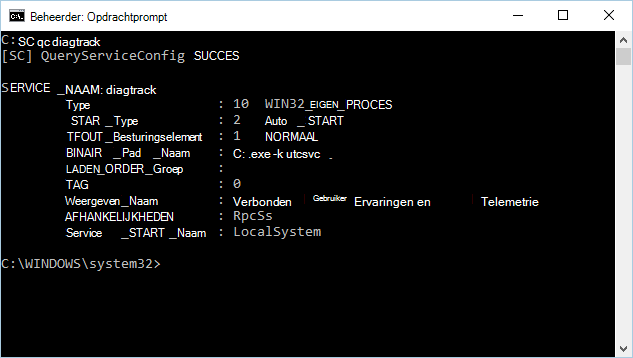 Beheerder: Opdrachtprompt
C: SC qc diagtrack
[SC] QueryServiceConfig SUCCES
SERVICE _NAAM: diagtrack
Type : 10 WIN32_EIGEN_PROCES
STAR _Type : 2 Auto _ START
TFOUT _Besturingselement : 1 NORMAAL
BINAIR _Pad _Naam : C: .exe -k utcsvc .
LADEN_ORDER_Groep :
TAG : 0
Weergeven_Naam : Verbonden Gebruiker Ervaringen en Telemetrie
AFHANKELIJKHEDEN : RpcSs
Service _START _Naam : LocalSystem
C:\WINDOWS\system32>